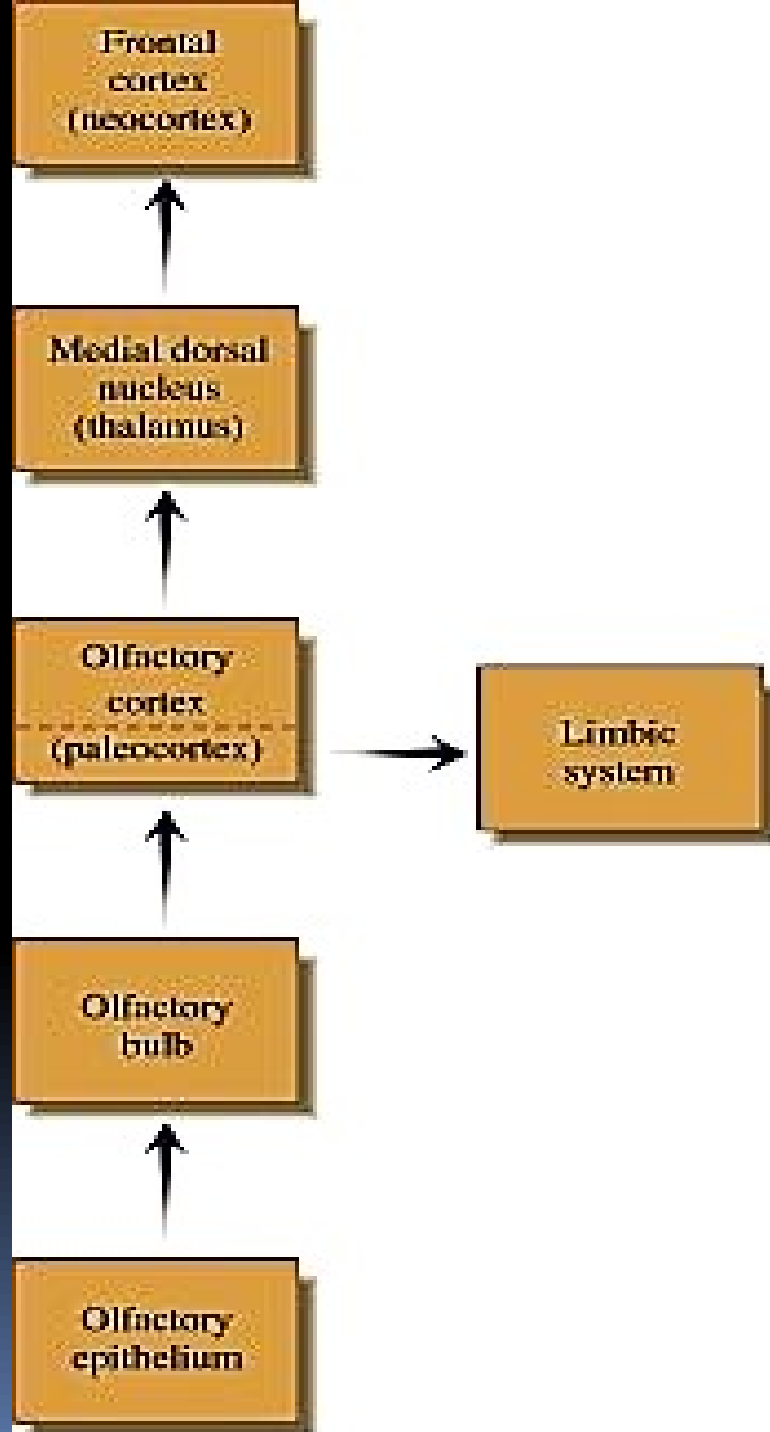 Frontal
cortex
(neocortex)
Medial dorsal
nucleus
(thalamus)
Olfactory
cortex
(paleocortex)
Limbic
system
Olfactory
bulb
Olfactory
epithelium